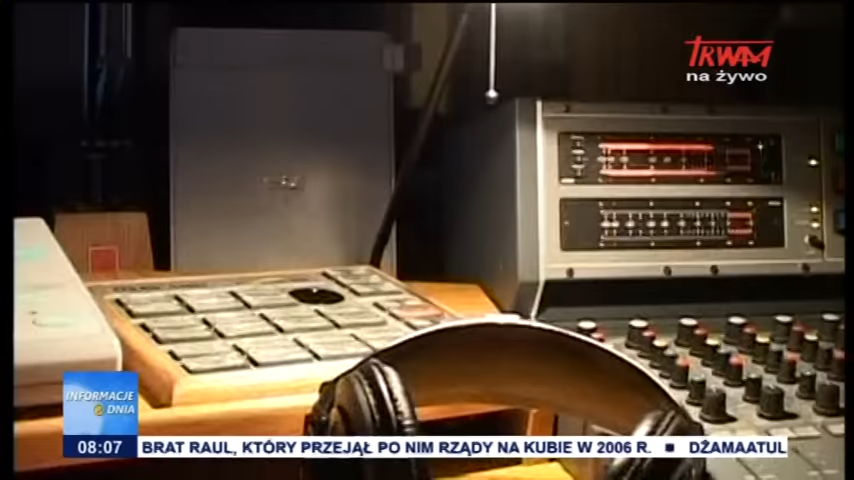 TRWAM
na żywo
INFORMACJE
DNIA
08:07
BRAT RAUL, KTÓRY PRZEJĄŁ PO NIM RZĄDY NA KUBIE W 2006 R. ■ DŻAMAATUL